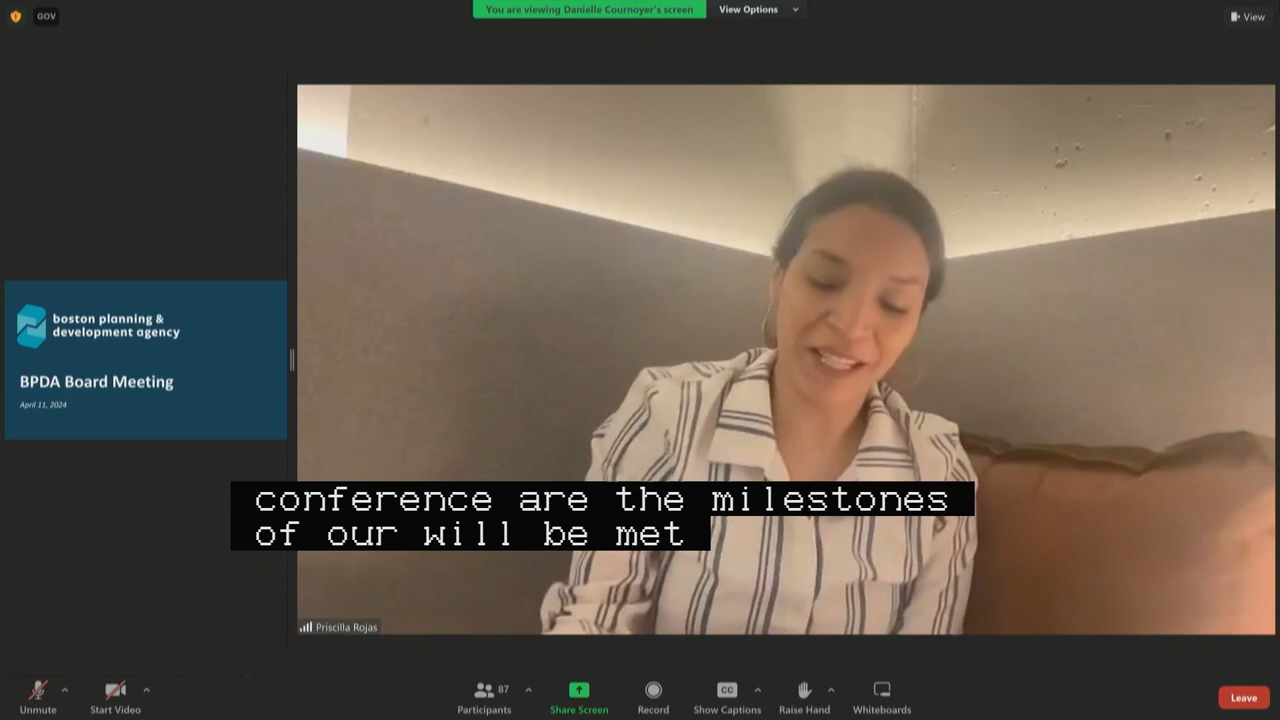 GOV
You are viewing Danielle Cournoyer's screen
View Options
View
boston planning &
development agency
BPDA Board Meeting
April 11, 2024
conference are the milestones
of our will be met
Priscilla Rojas
Unmute
Start Video
87
Participants
Share Screen
Record
CC
Show Captions
Raise Hand
Whiteboards
Leave